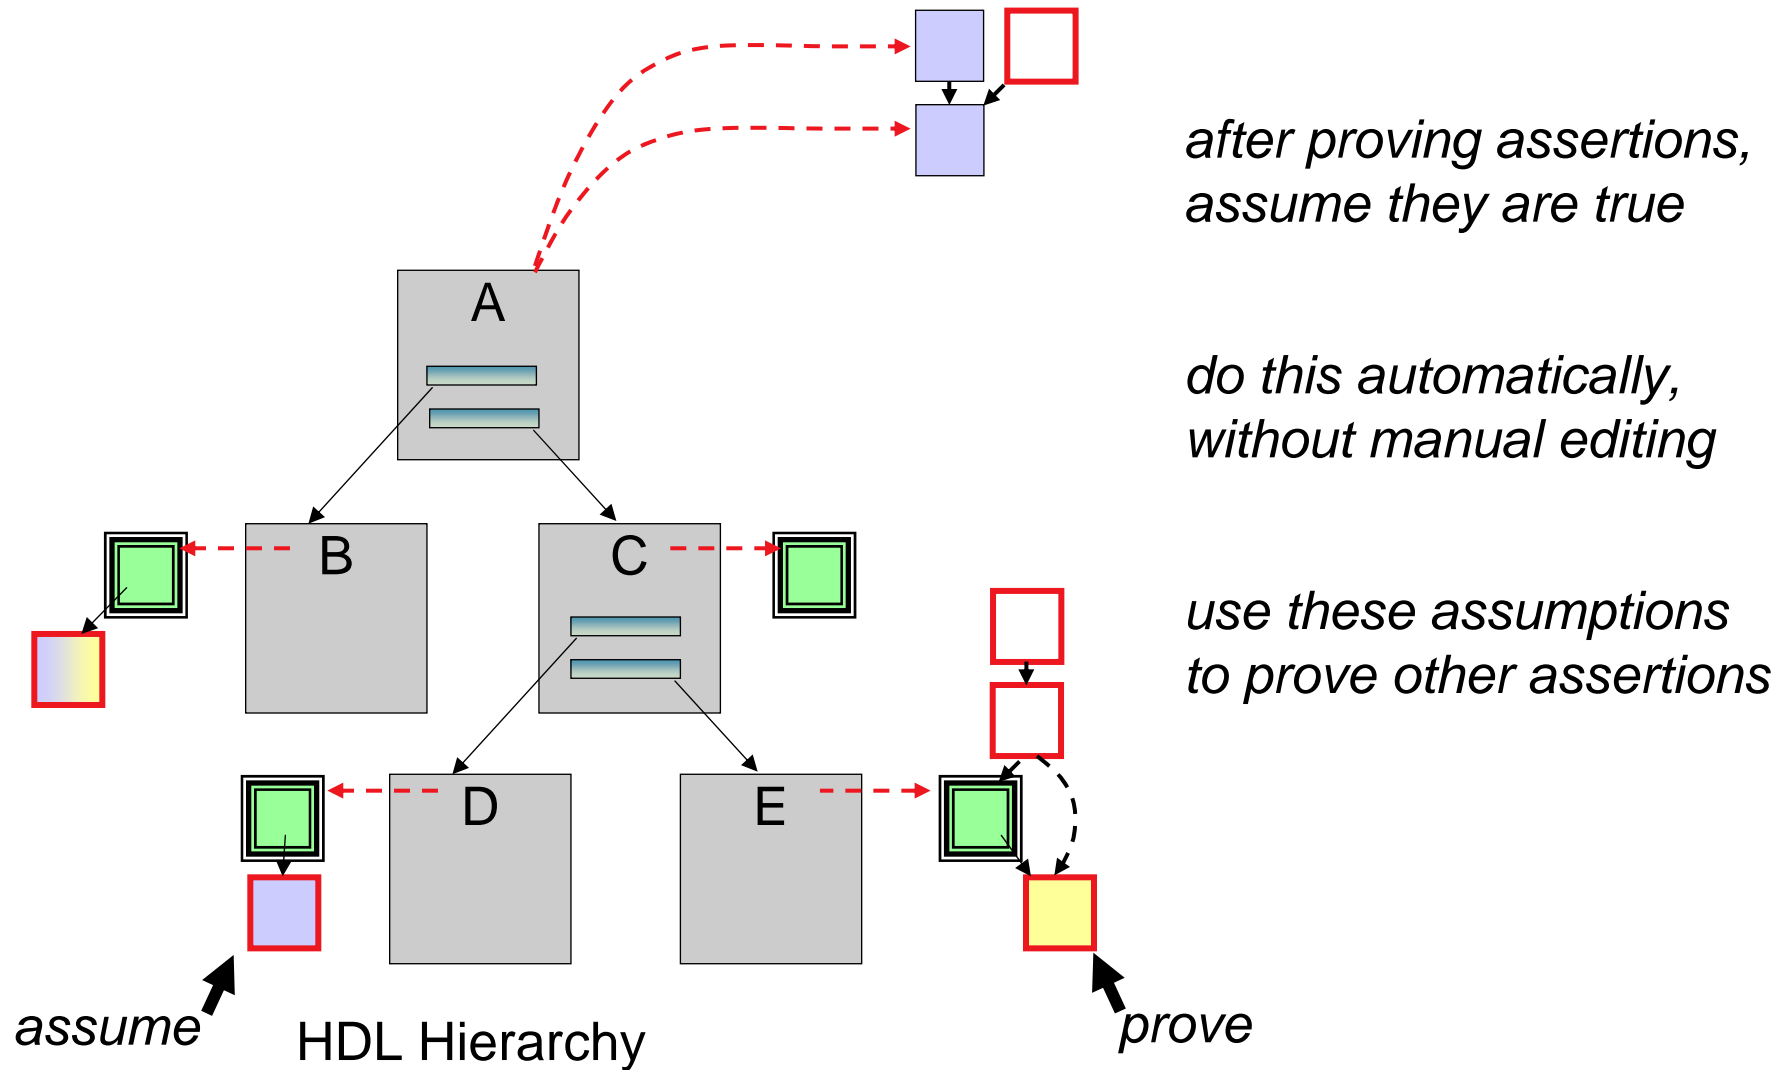 after proving assertions,
assume they are true
A
do this automatically,
without manual editing
B
C
use these assumptions
to prove other assertions
D
E
assume
HDL Hierarchy
prove